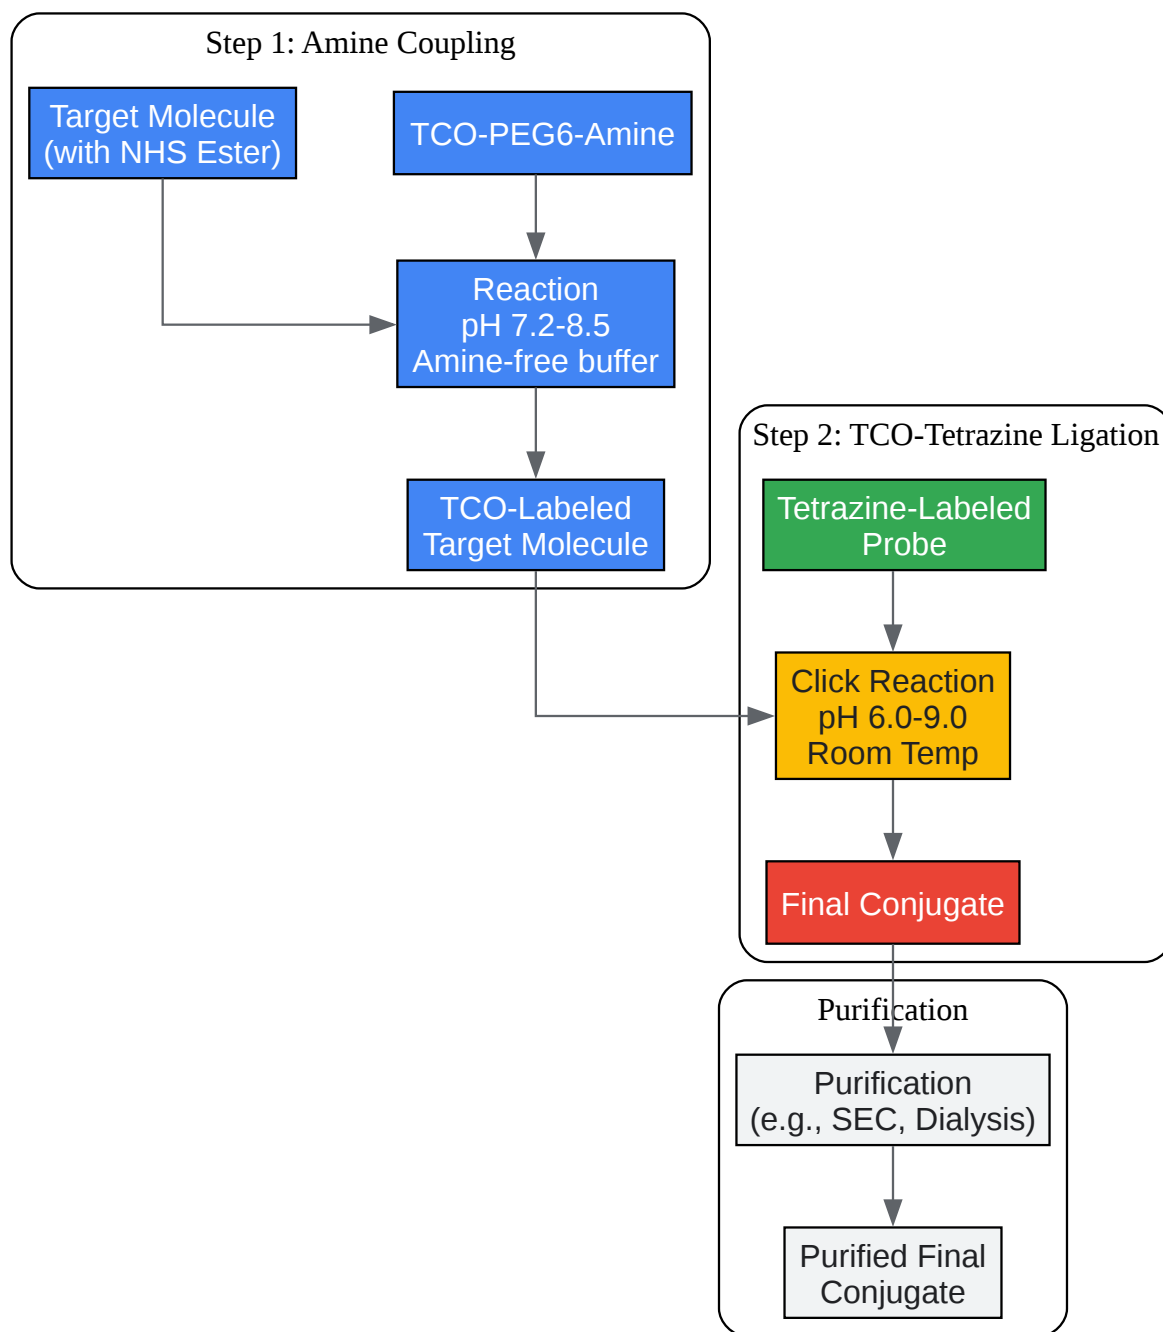 Step 1: Amine Coupling
Target Molecule
(with NHS Ester)
TCO-PEG6-Amine
Reaction
pH 7.2-8.5
Amine-free buffer
TCO-Labeled
Target Molecule
Step 2: TCO-Tetrazine Ligation
Tetrazine-Labeled
Probe
Click Reaction
pH 6.0-9.0
Room Temp
Final Conjugate
Purification
Purification
(e.g., SEC, Dialysis)
Purified Final
Conjugate